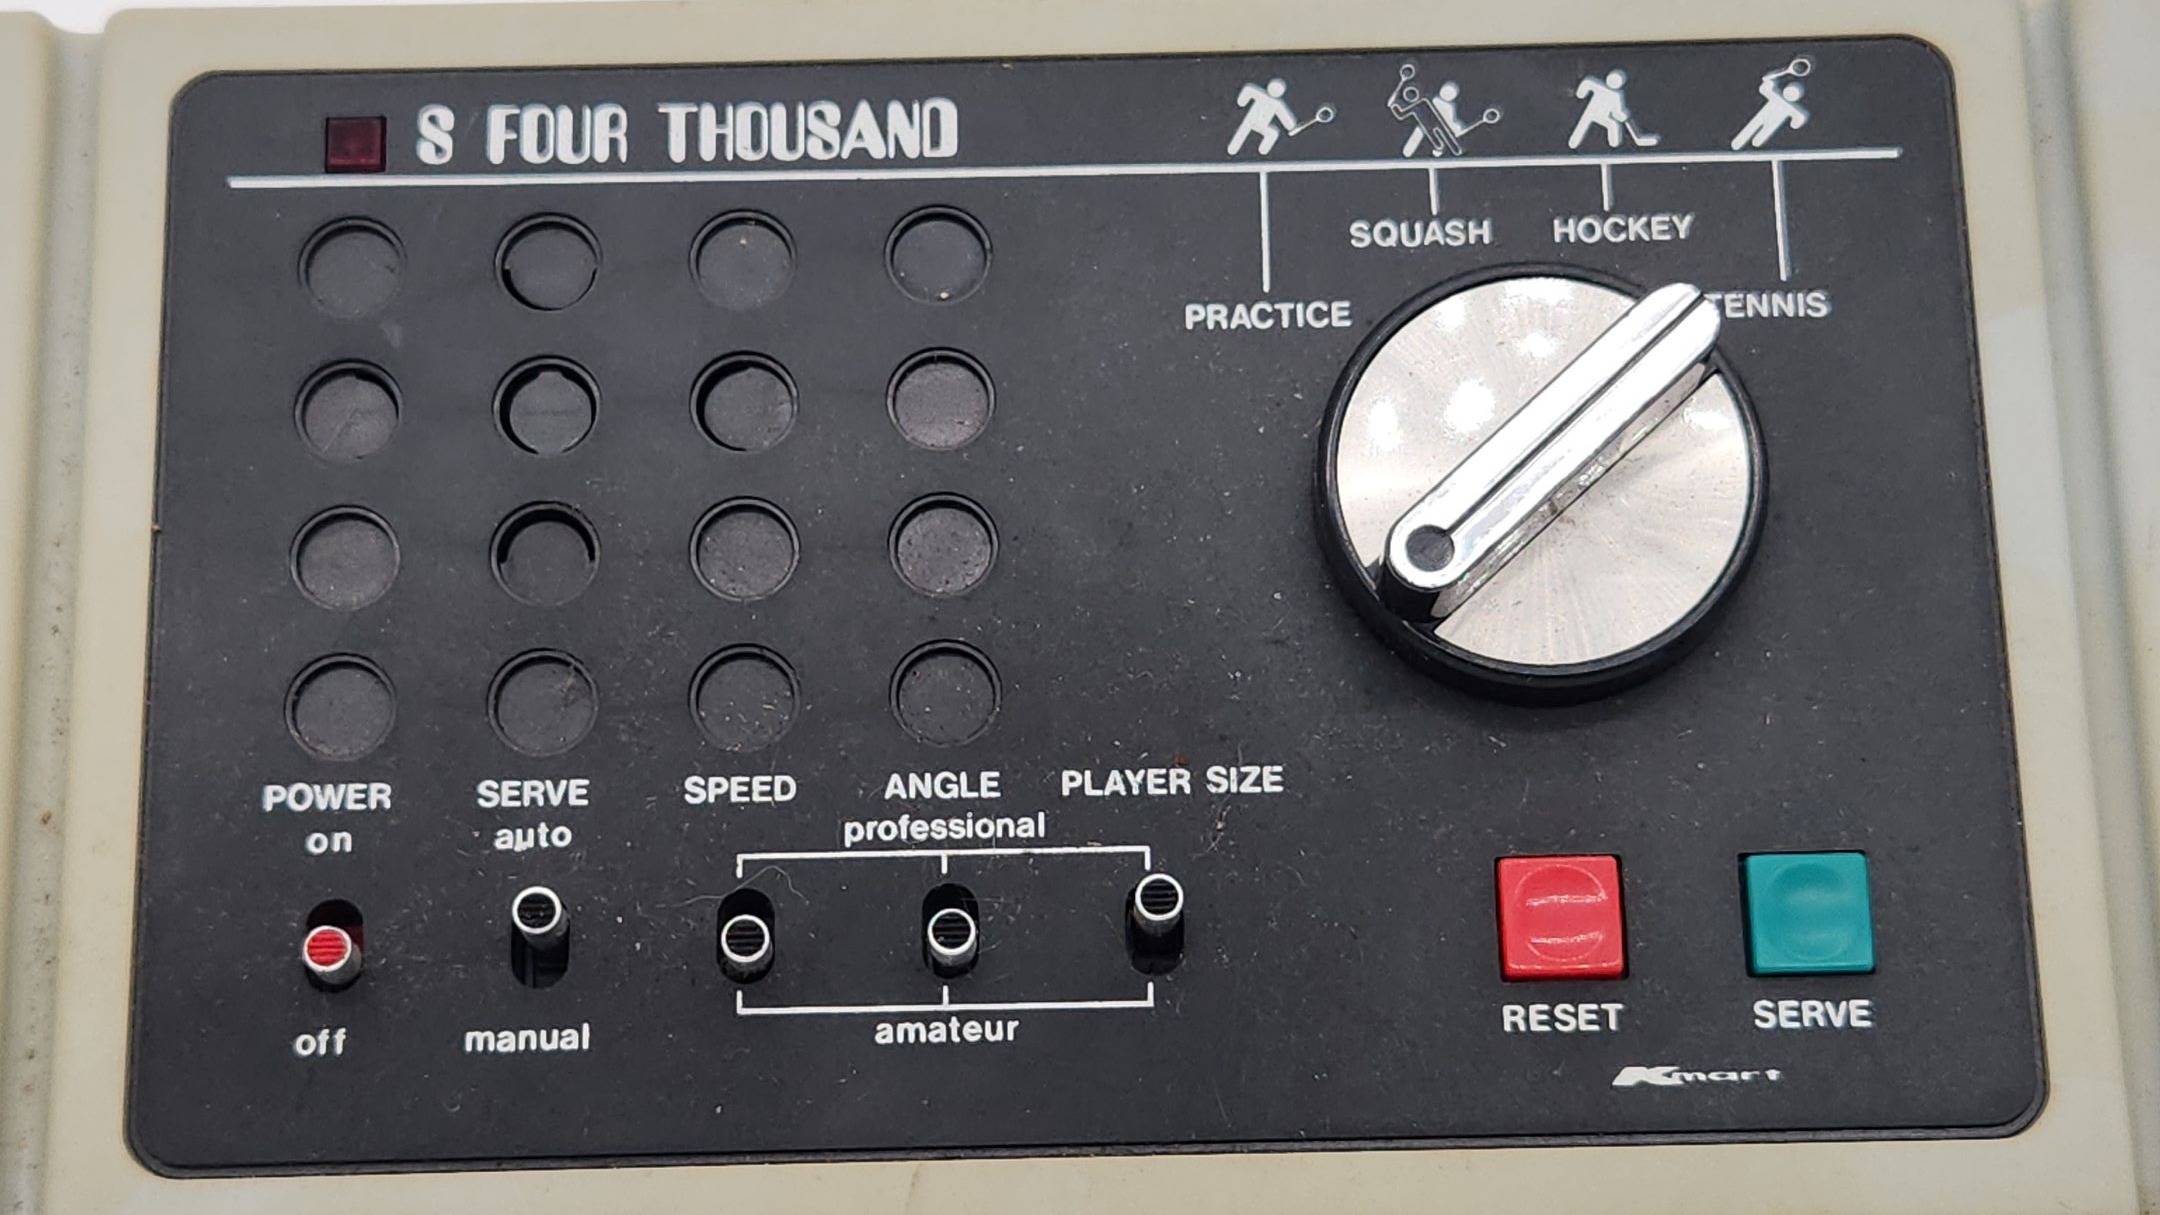 S FOUR THOUSAND
SQUASH HOCKEY
PRACTICE TENNIS
POWER SERVE SPEED ANGLE PLAYER SIZE
on auto professional
off manual amateur
RESET SERVE
Kmart